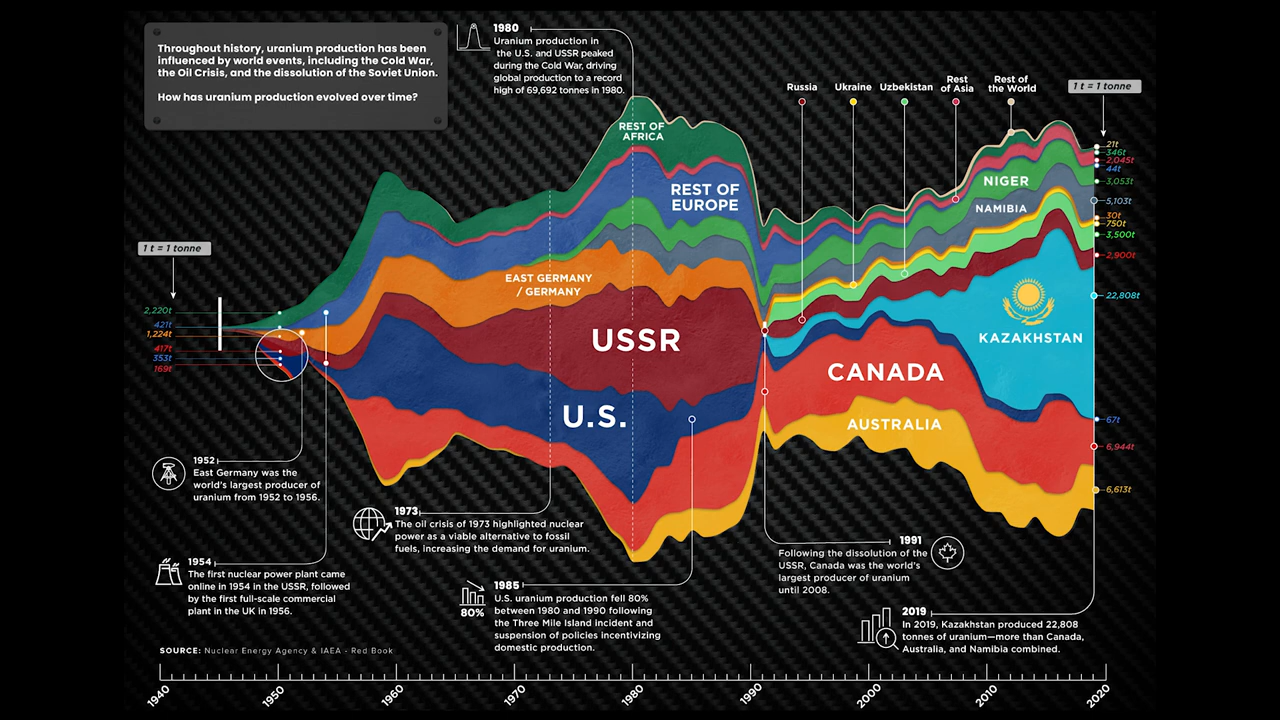 Throughout history, uranium production has been
influenced by world events, including the Cold War,
the Oil Crisis, and the dissolution of the Soviet Union.
How has uranium production evolved over time?
1980
Uranium production in
the U.S. and USSR peaked
during the Cold War, driving
global production to a record
high of 69,692 tonnes in 1980.
Russia
Ukraine
Uzbekistan
Rest
of Asia
Rest of
the World
1 t = 1 tonne
21t
346t
2,045t
44t
3,053t
5,103t
30t
750t
3,500t
2,900t
22,808t
67t
6,944t
6,613t
1 t = 1 tonne
2,220t
421t
1,224t
417t
353t
169t
REST OF
AFRICA
REST OF
EUROPE
EAST GERMANY
/ GERMANY
USSR
U.S.
NIGER
NAMIBIA
KAZAKHSTAN
CANADA
AUSTRALIA
1952
East Germany was the
world's largest producer of
uranium from 1952 to 1956.
1954
The first nuclear power plant came
online in 1954 in the USSR, followed
by the first full-scale commercial
plant in the UK in 1956.
1973
The oil crisis of 1973 highlighted nuclear
power as a viable alternative to fossil
fuels, increasing the demand for uranium.
80%
1985
U.S. uranium production fell 80%
between 1980 and 1990 following
the Three Mile Island incident and
suspension of policies incentivizing
domestic production.
1991
Following the dissolution of the
USSR, Canada was the world's
largest producer of uranium
until 2008.
2019
In 2019, Kazakhstan produced 22,808
tonnes of uranium—more than Canada,
Australia, and Namibia combined.
SOURCE: Nuclear Energy Agency & IAEA - Red Book
1940
1950
1960
1970
1980
1990
2000
2010
2020